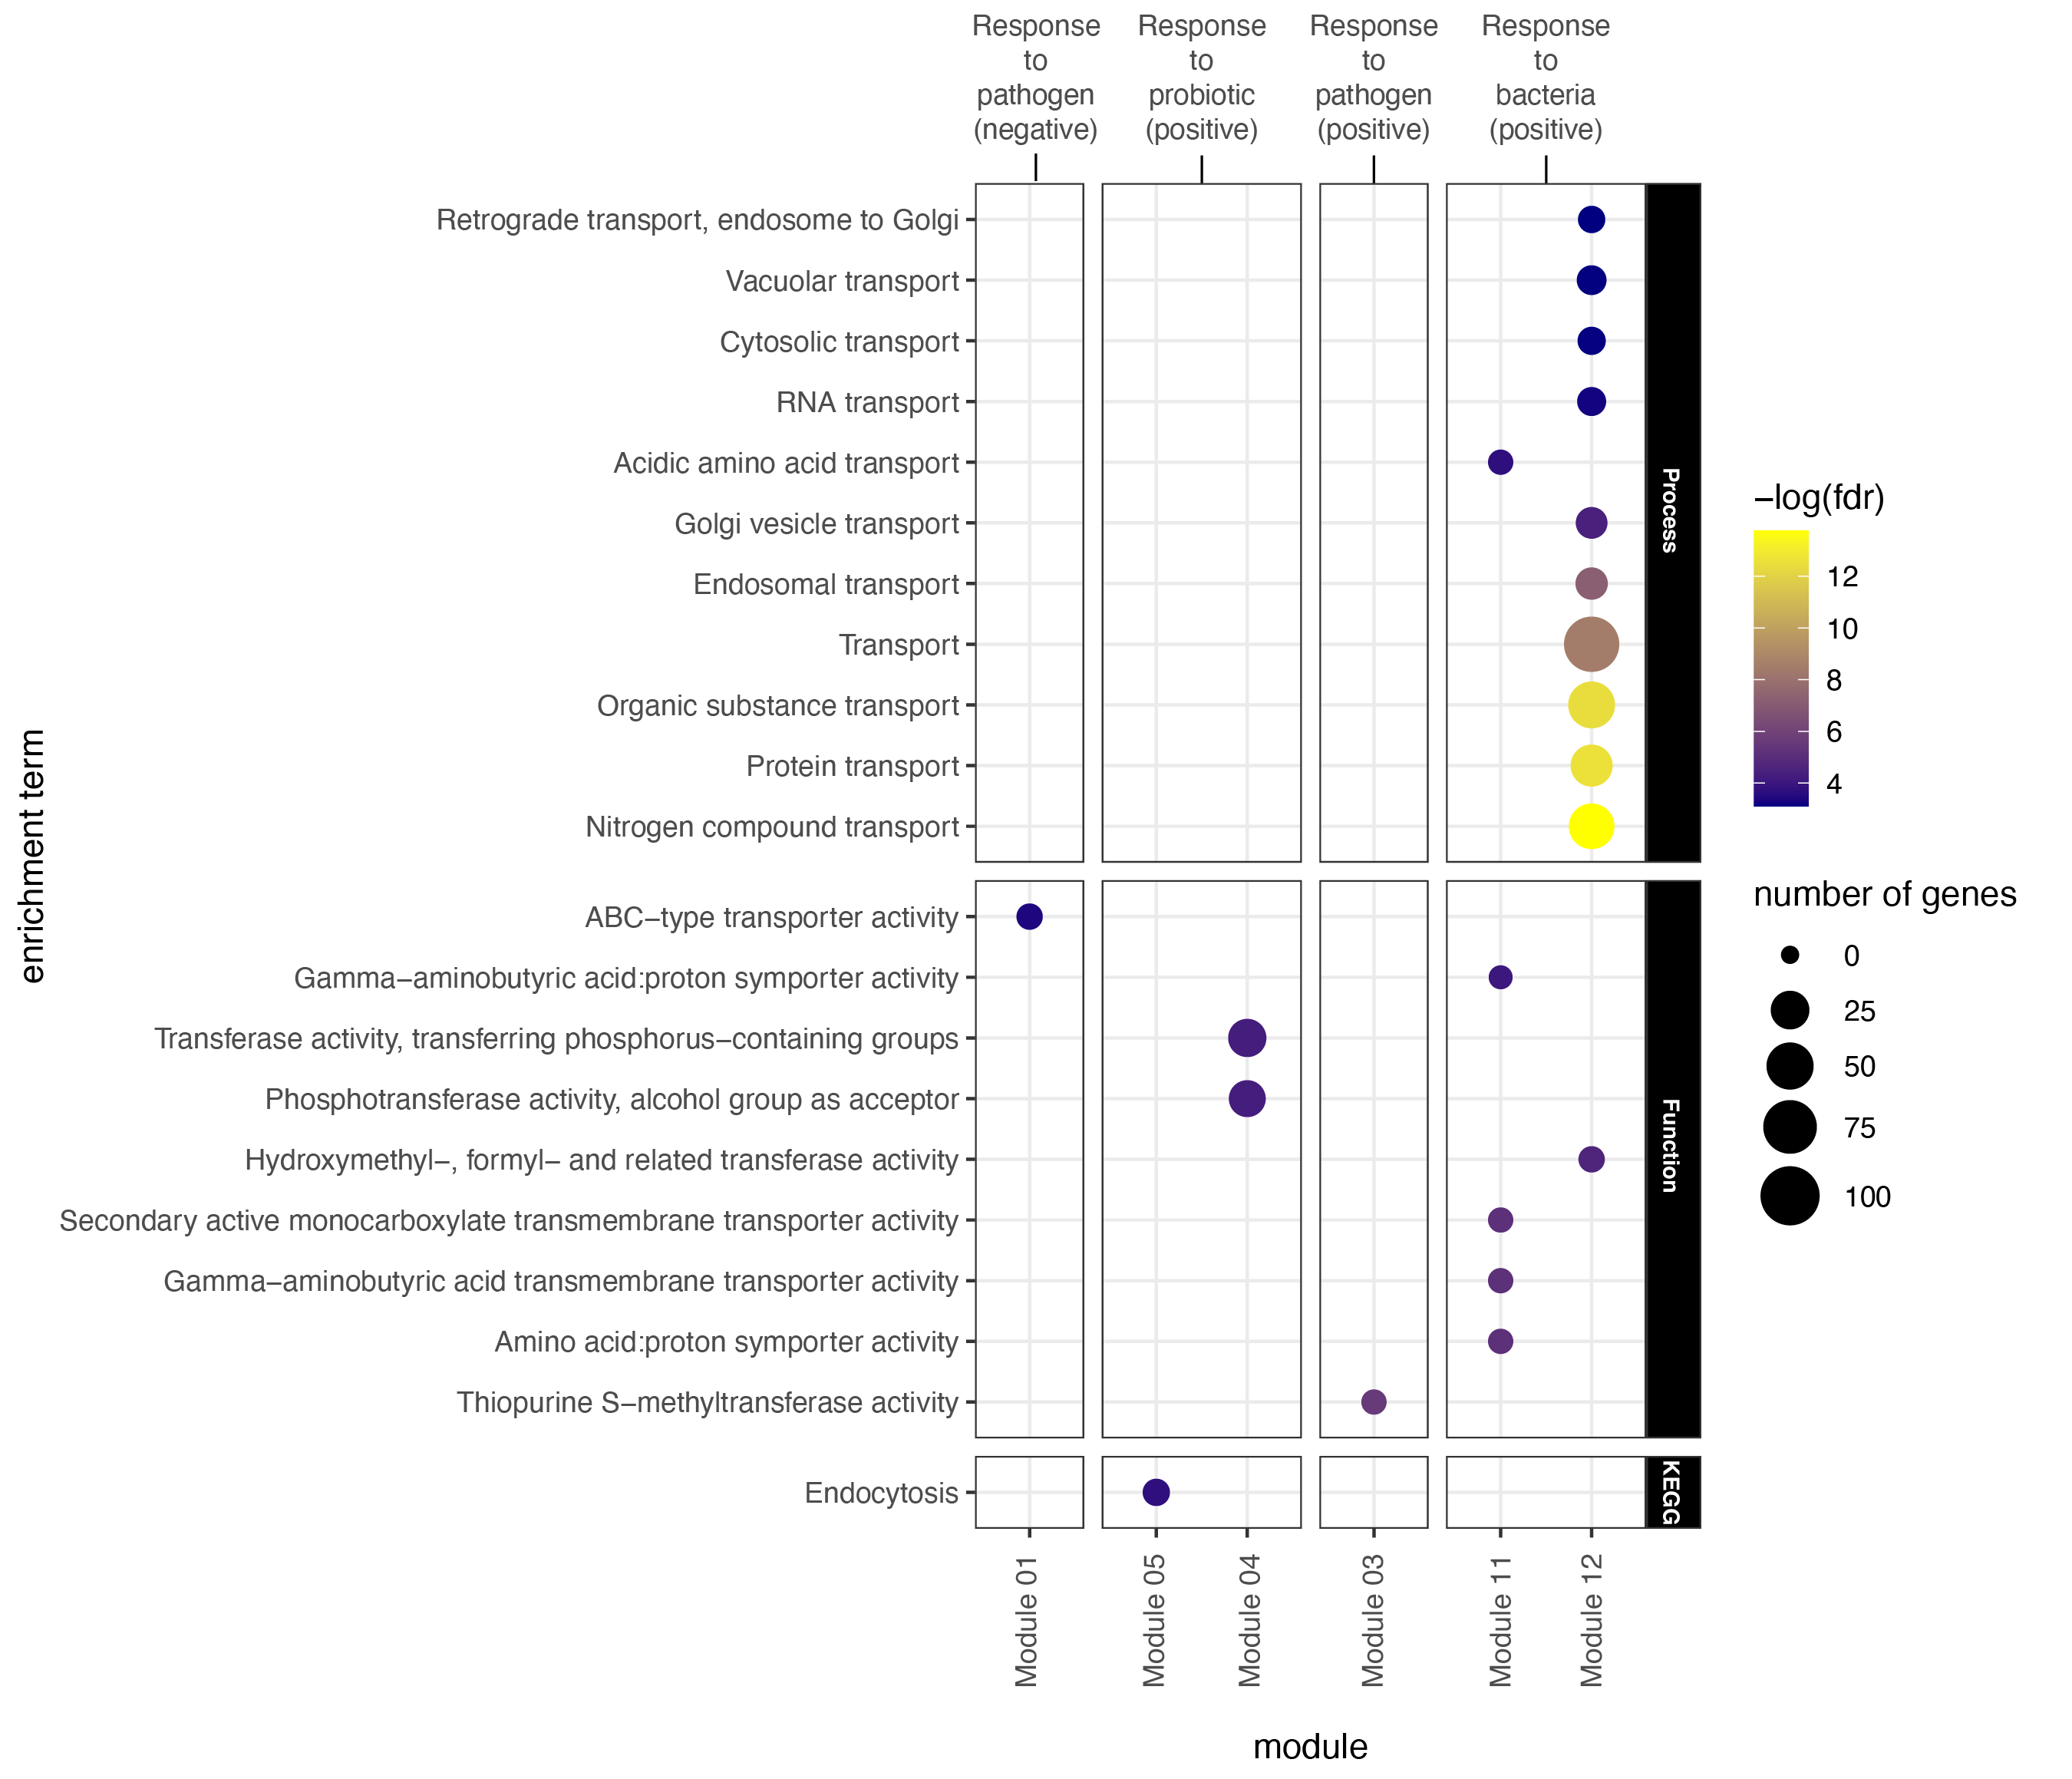 Response
to
pathogen
(negative)
Response
to
probiotic
(positive)
Response
to
pathogen
(positive)
Response
to
bacteria
(positive)
enrichment term
Retrograde transport, endosome to Golgi
Vacuolar transport
Cytosolic transport
RNA transport
Acidic amino acid transport
Golgi vesicle transport
Endosomal transport
Transport
Organic substance transport
Protein transport
Nitrogen compound transport
Process
ABC−type transporter activity
Gamma−aminobutyric acid:proton symporter activity
Transferase activity, transferring phosphorus−containing groups
Phosphotransferase activity, alcohol group as acceptor
Hydroxymethyl−, formyl− and related transferase activity
Secondary active monocarboxylate transmembrane transporter activity
Gamma−aminobutyric acid transmembrane transporter activity
Amino acid:proton symporter activity
Thiopurine S−methyltransferase activity
Function
Endocytosis
KEGG
Module 01
Module 05
Module 04
Module 03
Module 11
Module 12
module
−log(fdr)
12
10
8
6
4
number of genes
0
25
50
75
100